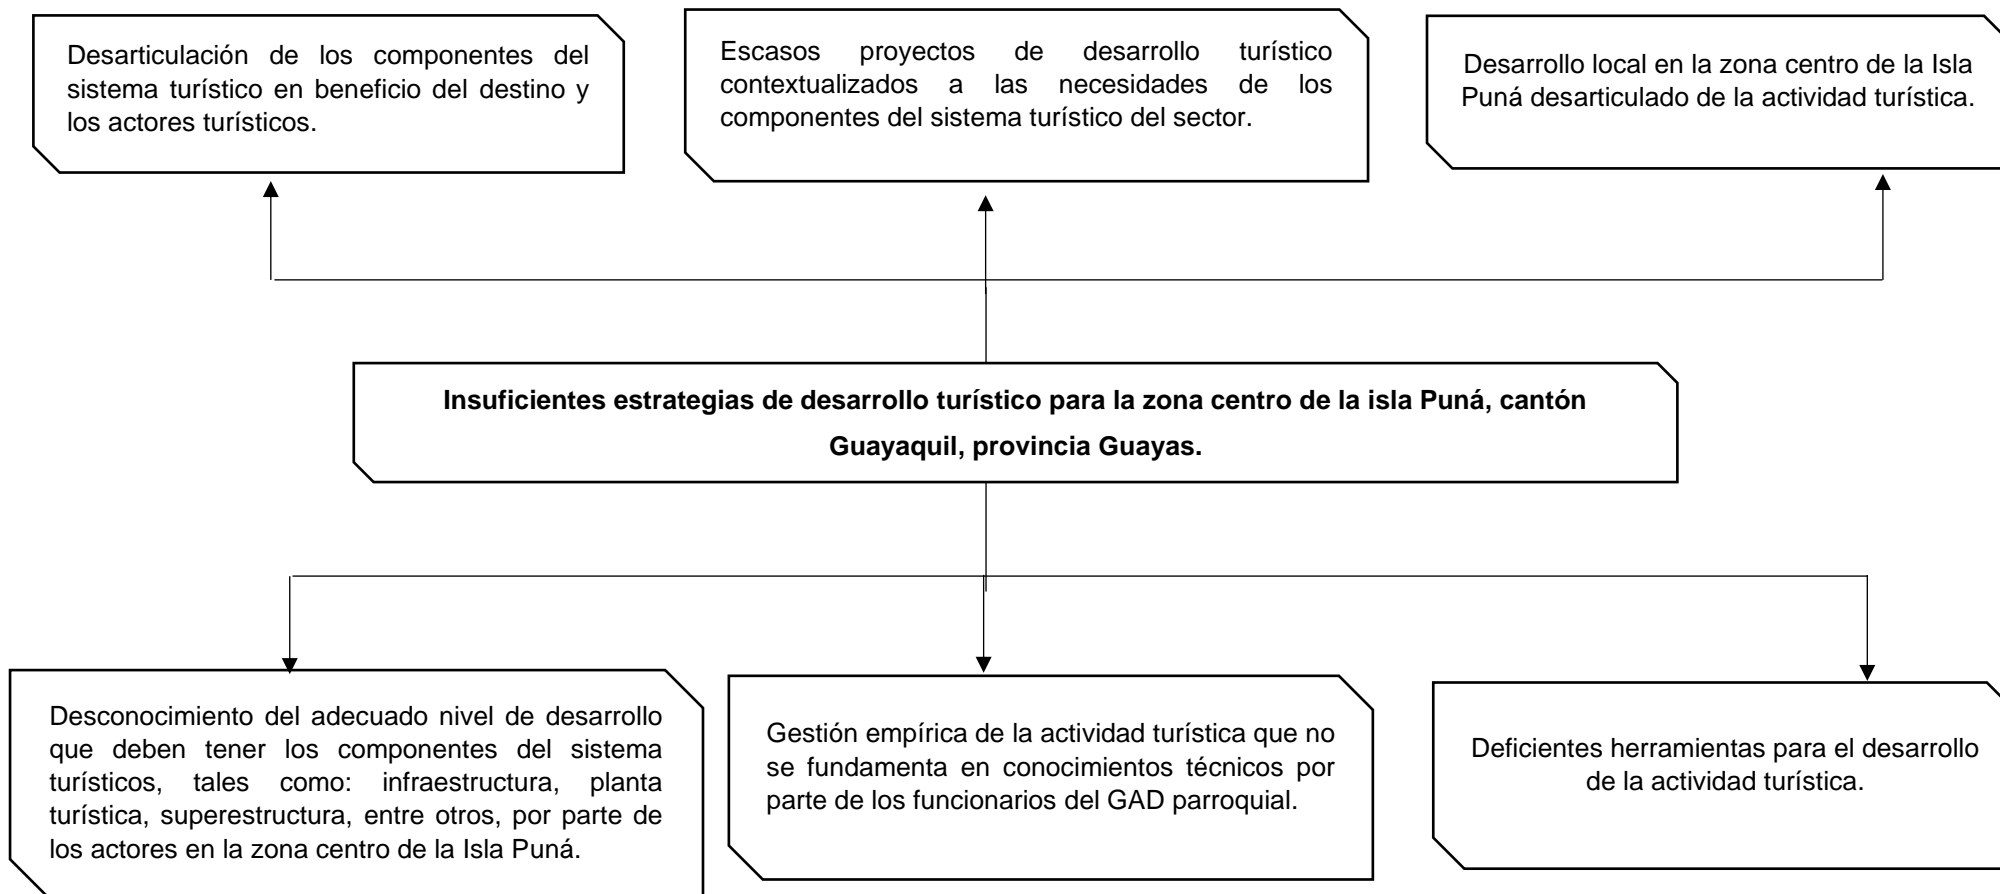 Desarticulación de los componentes del
sistema turístico en beneficio del destino y
los actores turísticos.
Escasos proyectos de desarrollo turístico
contextualizados a las necesidades de los
componentes del sistema turístico del sector.
Desarrollo local en la zona centro de la Isla
Puná desarticulado de la actividad turística.
Insuficientes estrategias de desarrollo turístico para la zona centro de la isla Puná, cantón
Guayaquil, provincia Guayas.
Desconocimiento del adecuado nivel de desarrollo
que deben tener los componentes del sistema
turísticos, tales como: infraestructura, planta
turística, superestructura, entre otros, por parte de
los actores en la zona centro de la Isla Puná.
Gestión empírica de la actividad turística que no
se fundamenta en conocimientos técnicos por
parte de los funcionarios del GAD parroquial.
Deficientes herramientas para el desarrollo
de la actividad turística.